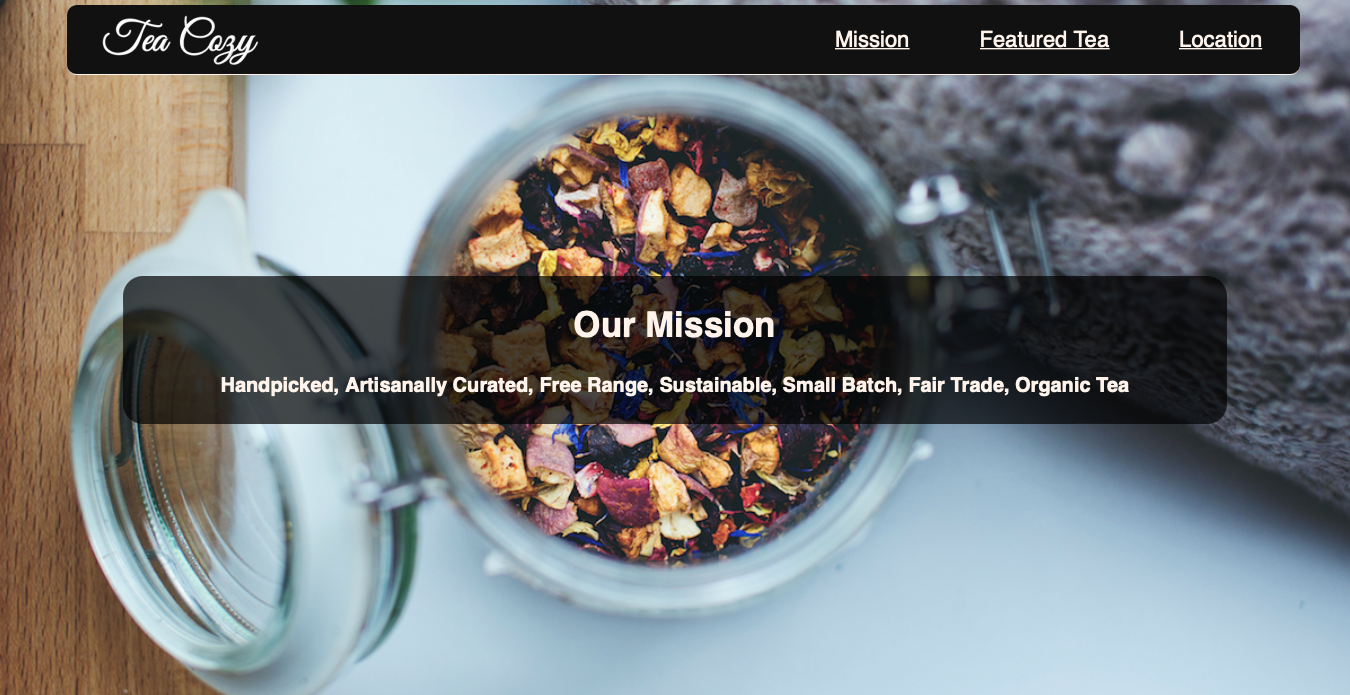 Tea Cozy
Mission Featured Tea Location
Our Mission
Handpicked, Artisanally Curated, Free Range, Sustainable, Small Batch, Fair Trade, Organic Tea